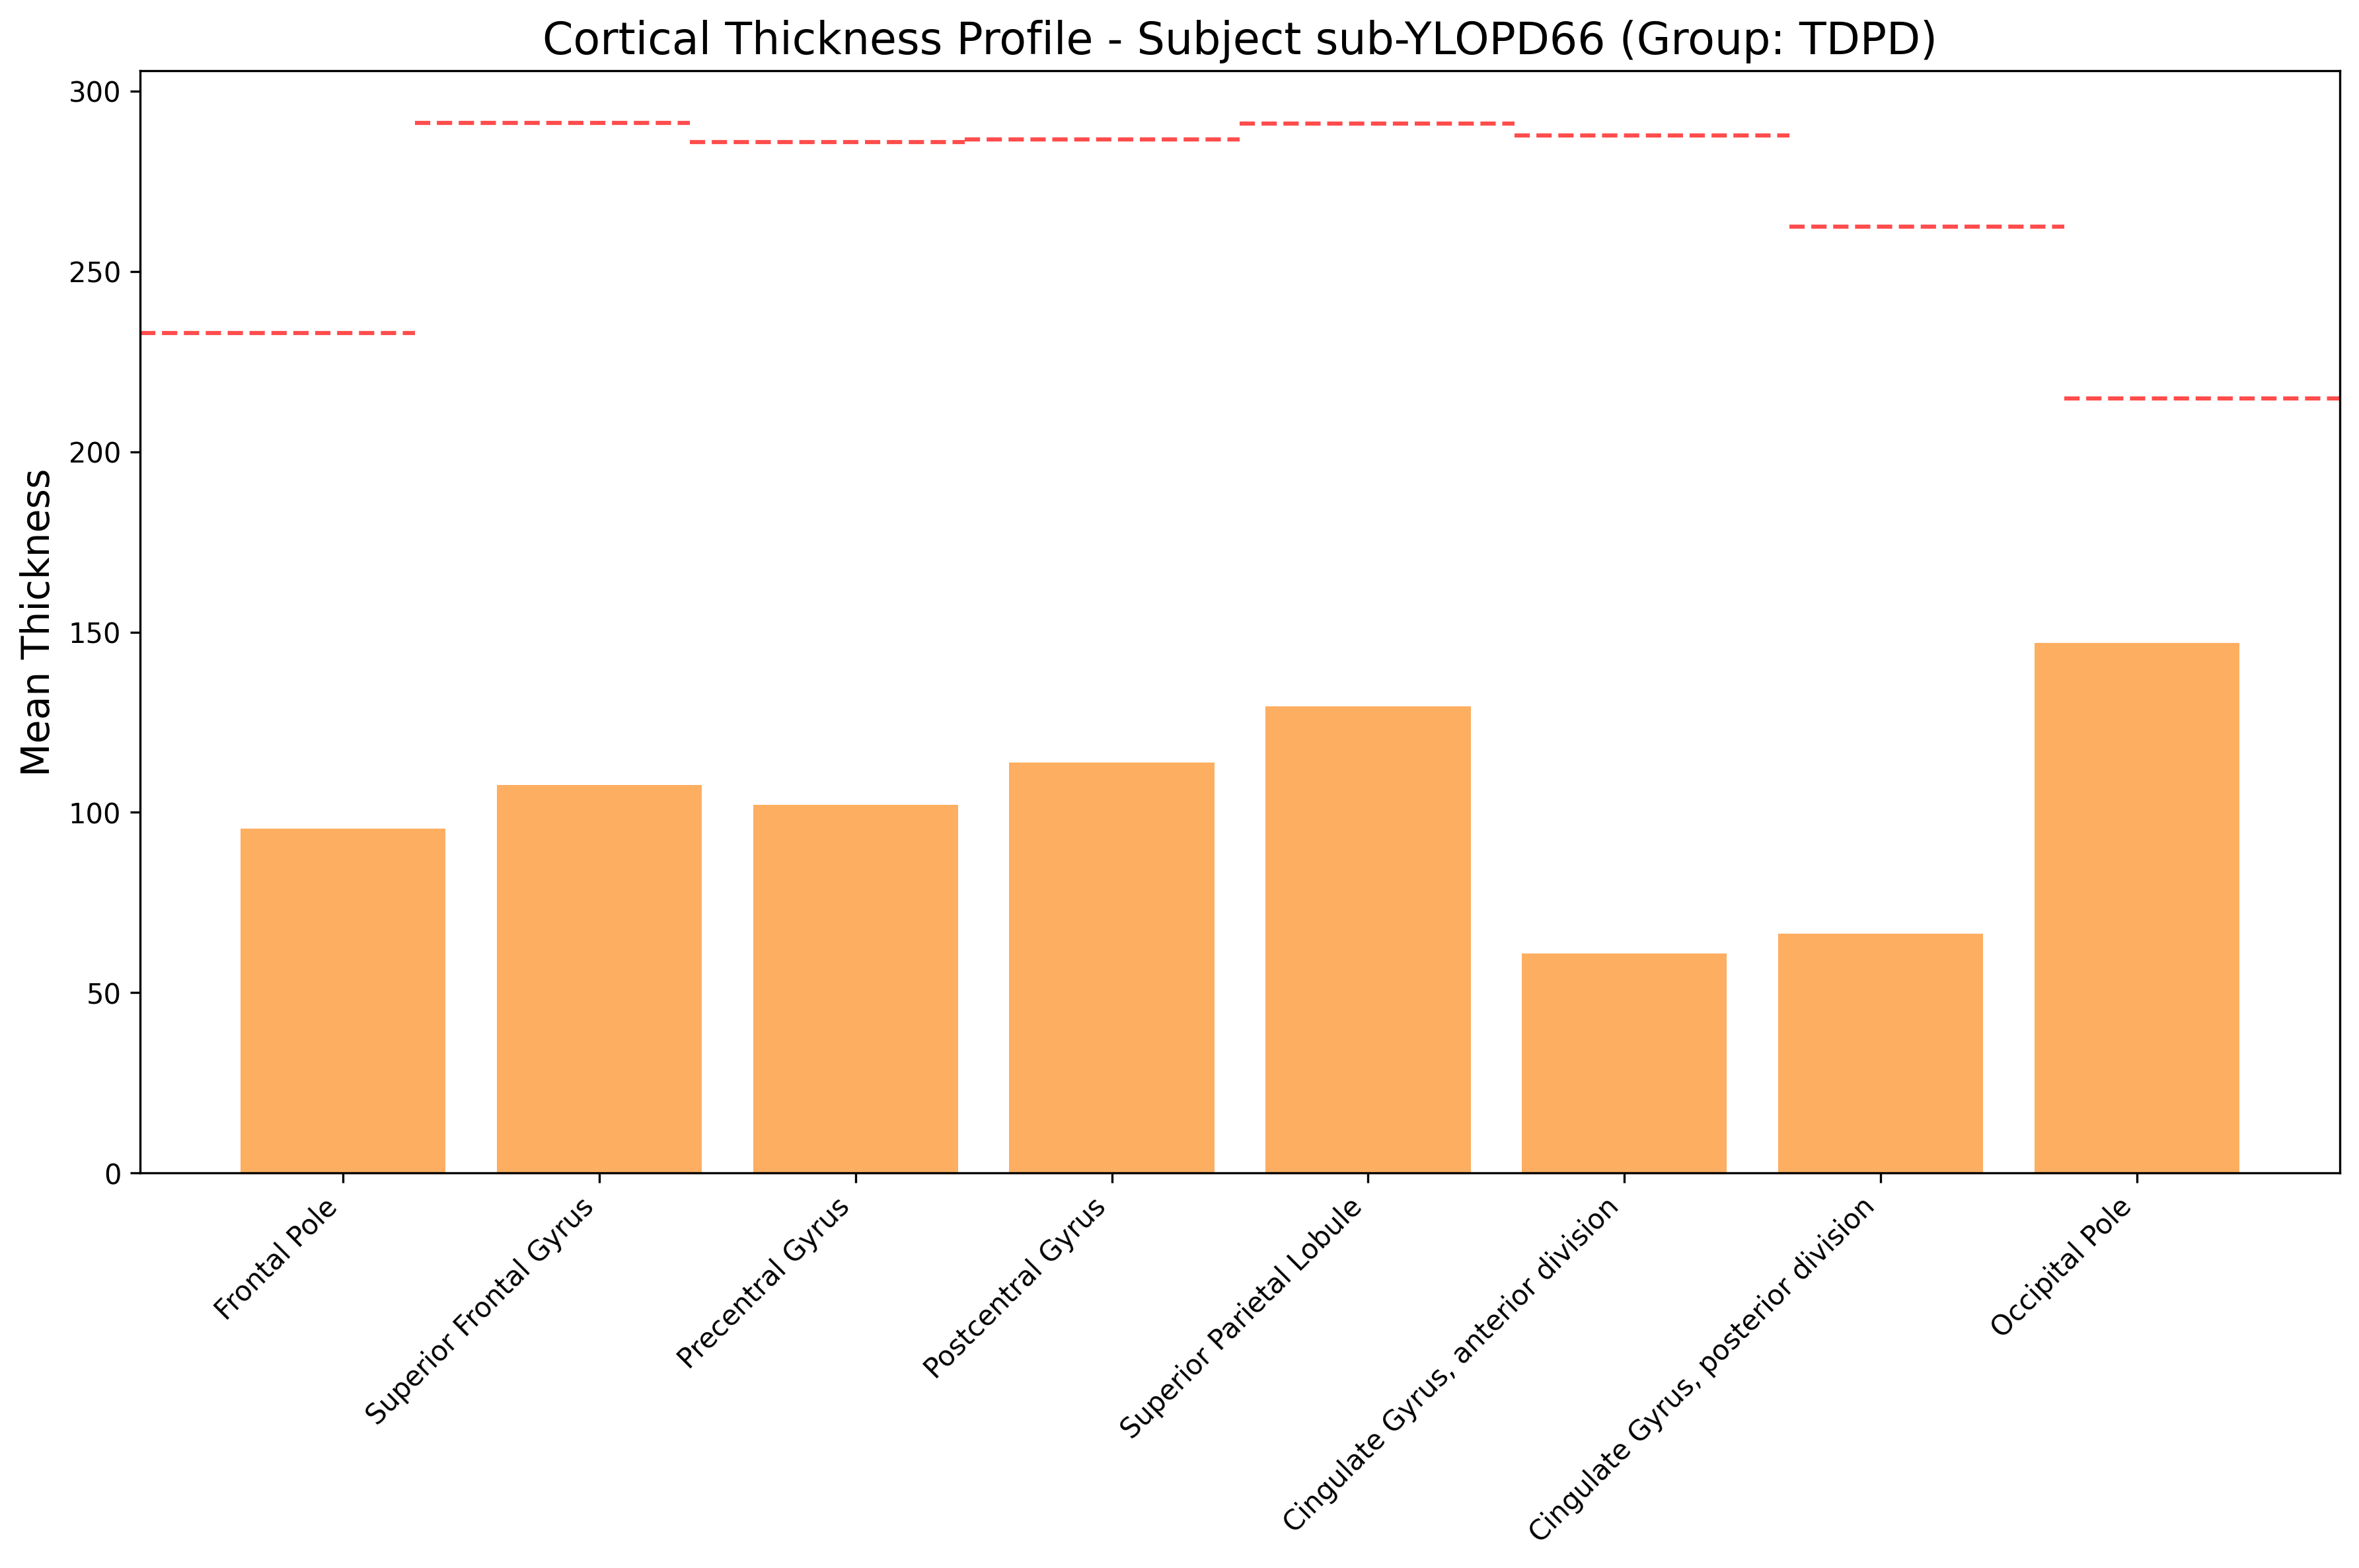 Cortical Thickness Profile - Subject sub-YLOPD66 (Group: TDPD)
Mean Thickness
300
250
200
150
100
50
0
Frontal Pole
Superior Frontal Gyrus
Precentral Gyrus
Postcentral Gyrus
Superior Parietal Lobule
Cingulate Gyrus, anterior division
Cingulate Gyrus, posterior division
Occipital Pole